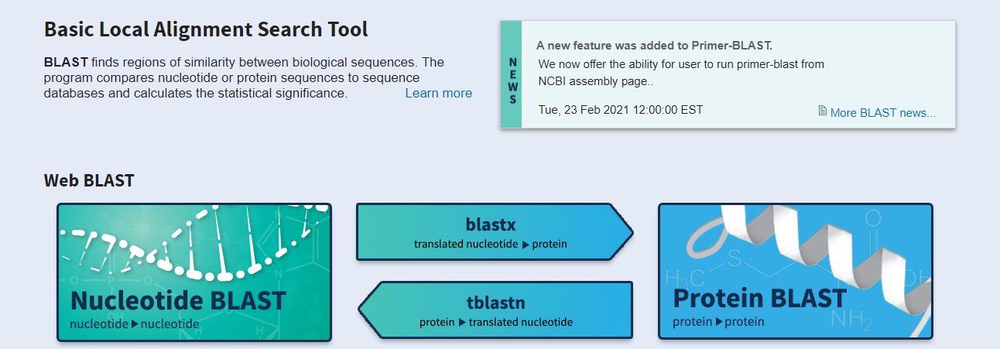 Basic Local Alignment Search Tool
BLAST finds regions of similarity between biological sequences. The
program compares nucleotide or protein sequences to sequence
databases and calculates the statistical significance. Learn more
NEWS
A new feature was added to Primer-BLAST.
We now offer the ability for user to run primer-blast from
NCBI assembly page..
Tue, 23 Feb 2021 12:00:00 EST
More BLAST news...
Web BLAST
Nucleotide BLAST
nucleotide ▶ nucleotide
blastx
translated nucleotide ▶ protein
tblastn
protein ▶ translated nucleotide
O
S
H₃C
OH
NH₂
Protein BLAST
protein ▶ protein
O
P
O
N
OH
N
H